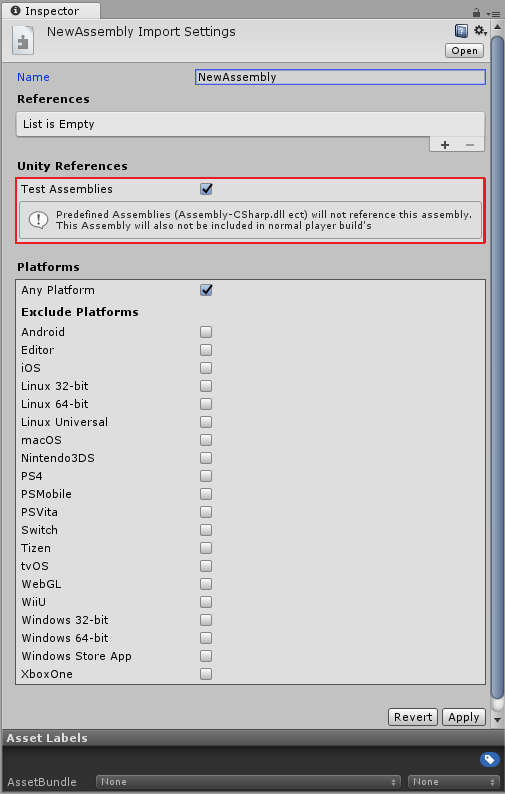 Inspector
NewAssembly Import Settings
Open
Name NewAssembly
References
List is Empty
Unity References
Test Assemblies
Predefined Assemblies (Assembly-CSharp.dll ect) will not reference this assembly.
This Assembly will also not be included in normal player build's
Platforms
Any Platform
Exclude Platforms
Android
Editor
iOS
Linux 32-bit
Linux 64-bit
Linux Universal
macOS
Nintendo3DS
PS4
PSMobile
PSVita
Switch
Tizen
tvOS
WebGL
WiiU
Windows 32-bit
Windows 64-bit
Windows Store App
XboxOne
Revert Apply
Asset Labels
AssetBundle None None